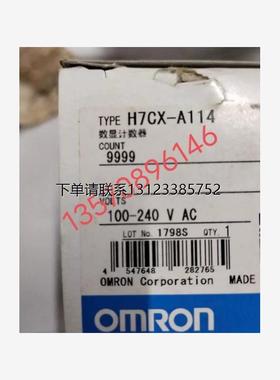 TYPE H7CX-A114
数显计数器
COUNT
9999
下单请联系13123385752
VOLTS
100-240 V AC
LOT No. 1798S QTY. 1
4 547648 282765
OMRON Corporation MADE
OMRON